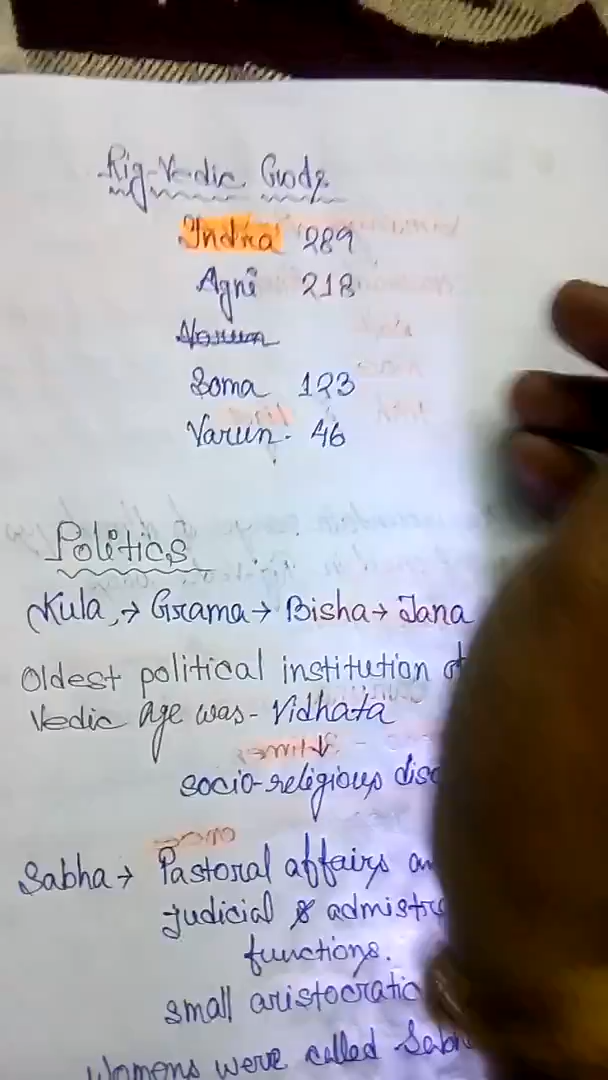 Rig-Vedic Gods
Indra 289
Agni 218
Soma 123
Varun. 46
Politics
Kula, → Grama → Bisha → Jana
Oldest political institution of
Vedic age was - Vidhata
socio-religious
Sabha → Pastoral affairs
judicial &
functions.
small aristocratic
Womens were called